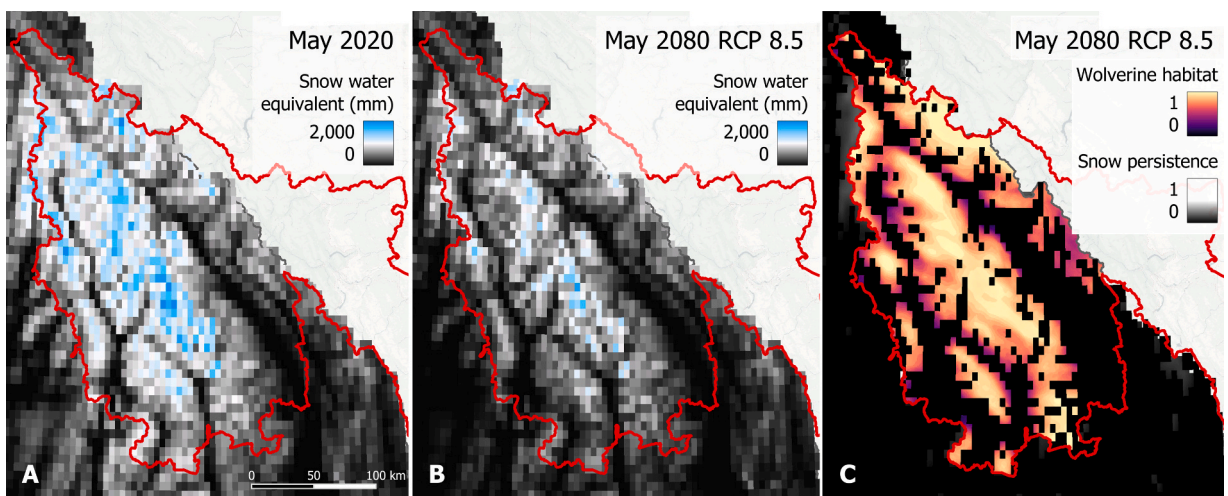 May 2020
Snow water
equivalent (mm)
2,000
0
A
0 50 100 km
May 2080 RCP 8.5
Snow water
equivalent (mm)
2,000
0
B
May 2080 RCP 8.5
Wolverine habitat
1
0
Snow persistence
1
0
C